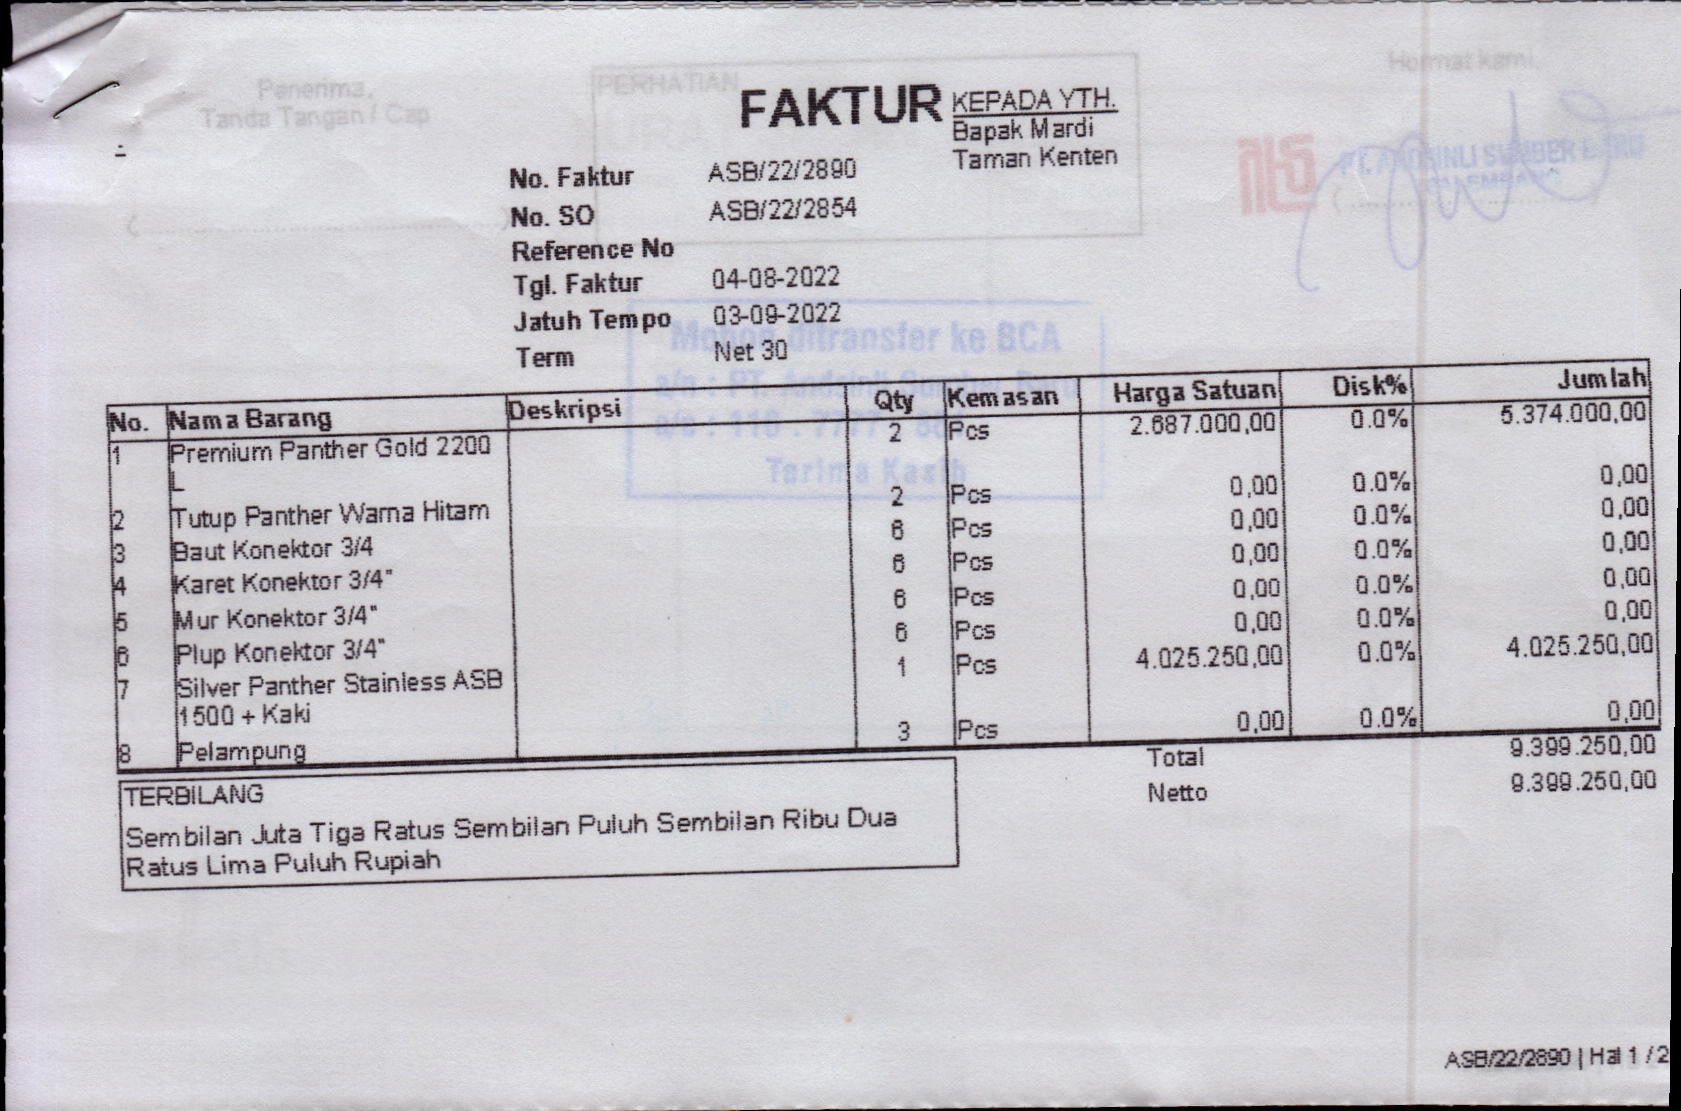 Penerima,
Tanda Tangan / Cap
PERHATIAN
Hormat kami,
FAKTUR
KEPADA YTH.
Bapak Mardi
Taman Kenten
No. Faktur ASB/22/2890
No. SO ASB/22/2854
Reference No
Tgl. Faktur 04-08-2022
Jatuh Tempo 03-09-2022
Term Net 30
Mohon ditransfer ke BCA
a/n : PT. Andsinli Sumber Baru
Terima Kasih
No. Nama Barang Deskripsi Qty Kemasan Harga Satuan Disk% Jumlah
1 Premium Panther Gold 2200 2 Pcs 2.687.000,00 0.0% 5.374.000,00
L
2 Tutup Panther Warna Hitam 2 Pcs 0,00 0.0% 0,00
3 Baut Konektor 3/4 6 Pcs 0,00 0.0% 0,00
4 Karet Konektor 3/4" 6 Pcs 0,00 0.0% 0,00
5 Mur Konektor 3/4" 6 Pcs 0,00 0.0% 0,00
6 Plup Konektor 3/4" 6 Pcs 0,00 0.0% 0,00
7 Silver Panther Stainless ASB 1 Pcs 4.025.250,00 0.0% 4.025.250,00
1500 + Kaki
8 Pelampung 3 Pcs 0,00 0.0% 0,00
Total 9.399.250,00
Netto 9.399.250,00
TERBILANG
Sembilan Juta Tiga Ratus Sembilan Puluh Sembilan Ribu Dua
Ratus Lima Puluh Rupiah
ASB/22/2890 | Hal 1 / 2